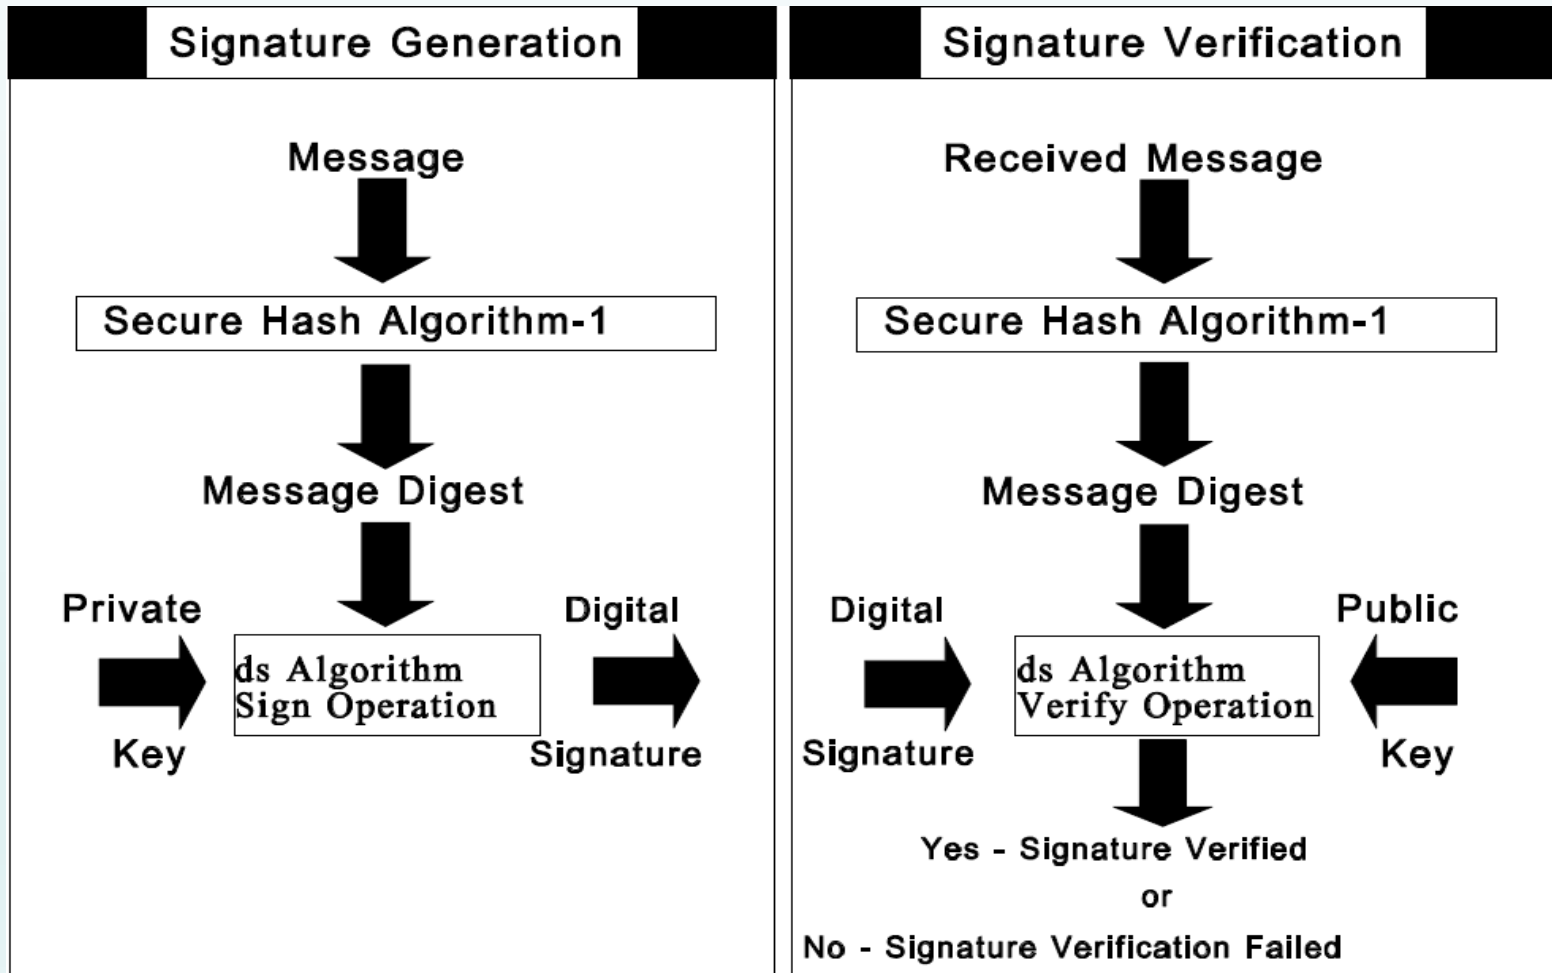 Signature Generation
Message
Secure Hash Algorithm-1
Message Digest
Private
Key
ds Algorithm
Sign Operation
Digital
Signature
Signature Verification
Received Message
Secure Hash Algorithm-1
Message Digest
Digital
Signature
ds Algorithm
Verify Operation
Public
Key
Yes - Signature Verified
or
No - Signature Verification Failed